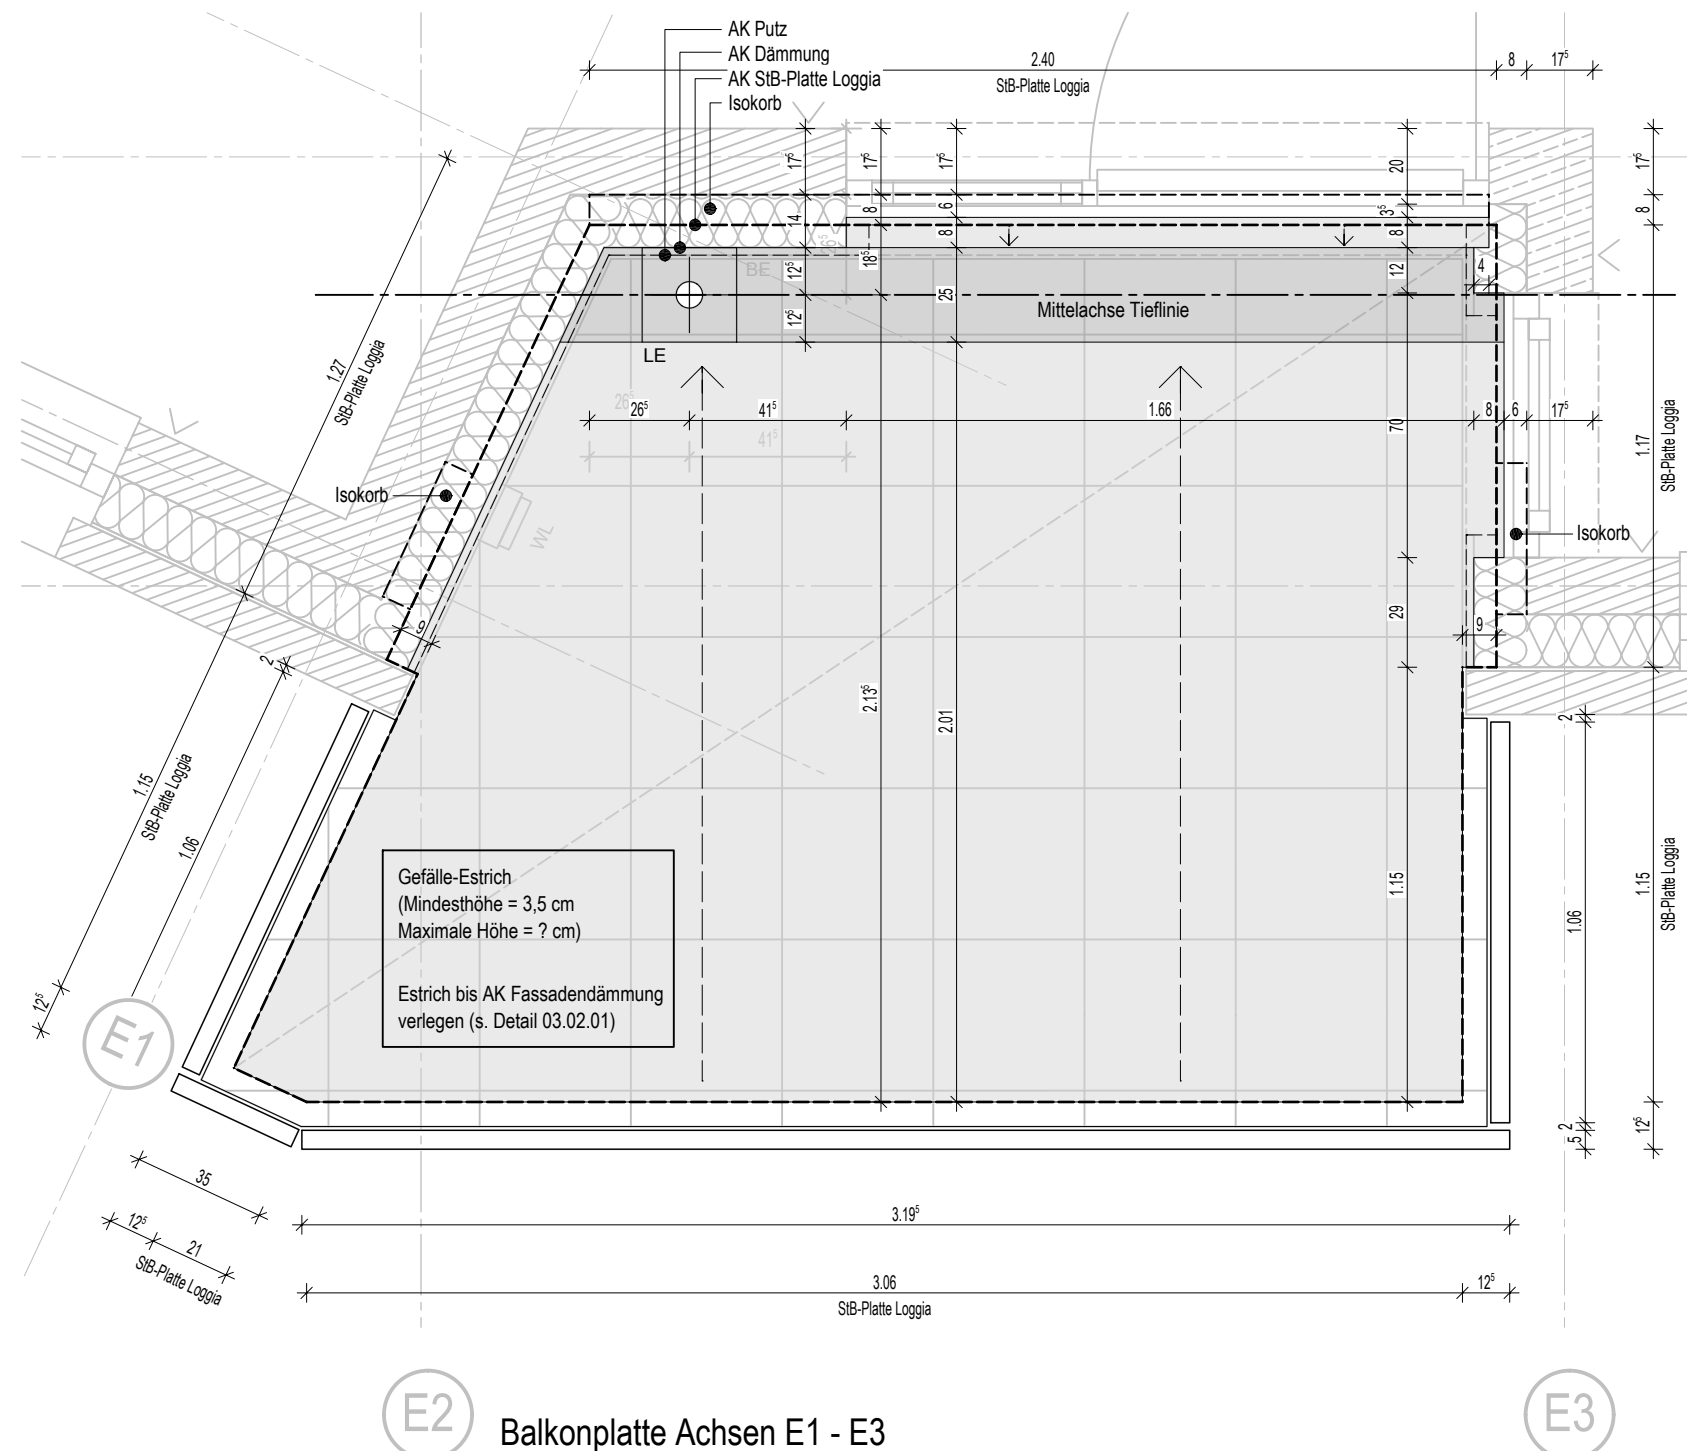 AK Putz
AK Dämmung
AK StB-Platte Loggia
Isokorb
2.40
8
17⁵
StB-Platte Loggia
17⁵
17⁵
17⁵
20
17⁵
8
6
3⁵
8
14
8
8
26⁵
18⁵
BE
12⁵
25
12
4
Mittelachse Tieflinie
12⁵
LE
1.27
StB-Platte Loggia
26⁵
26⁵
41⁵
1.66
8
6
17⁵
41⁵
70
1.17
StB-Platte Loggia
Isokorb
WL
Isokorb
9
29
9
2
2.13⁵
2.01
2
1.15
StB-Platte Loggia
1.06
Gefälle-Estrich
(Mindesthöhe = 3,5 cm
Maximale Höhe = ? cm)
Estrich bis AK Fassadendämmung
verlegen (s. Detail 03.02.01)
1.15
1.06
1.15
StB-Platte Loggia
12⁵
E1
2
5
12⁵
35
12⁵
21
StB-Platte Loggia
3.19⁵
3.06
12⁵
StB-Platte Loggia
E2
Balkonplatte Achsen E1 - E3
E3